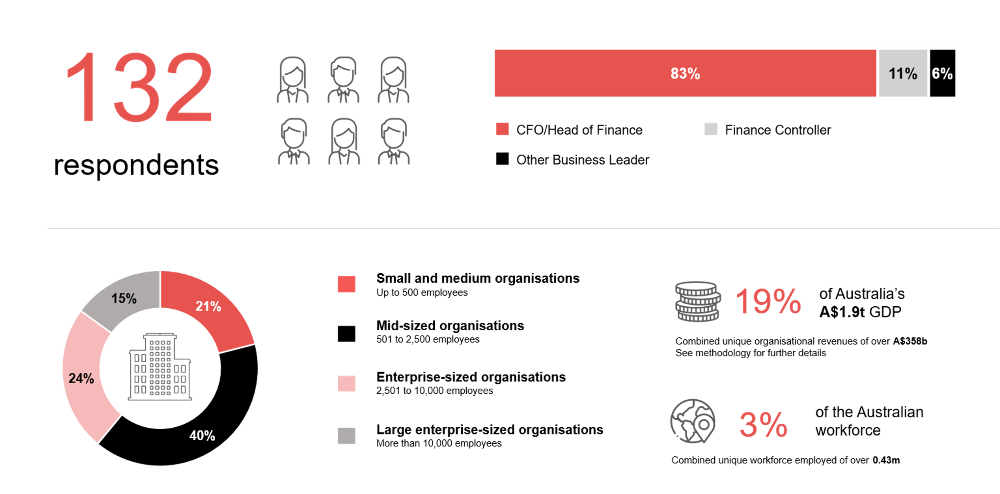 132
respondents
83%
11%
6%
CFO/Head of Finance
Finance Controller
Other Business Leader
15%
21%
24%
40%
Small and medium organisations
Up to 500 employees
Mid-sized organisations
501 to 2,500 employees
Enterprise-sized organisations
2,501 to 10,000 employees
Large enterprise-sized organisations
More than 10,000 employees
19%
of Australia’s
A$1.9t GDP
Combined unique organisational revenues of over A$358b
See methodology for further details
3%
of the Australian
workforce
Combined unique workforce employed of over 0.43m